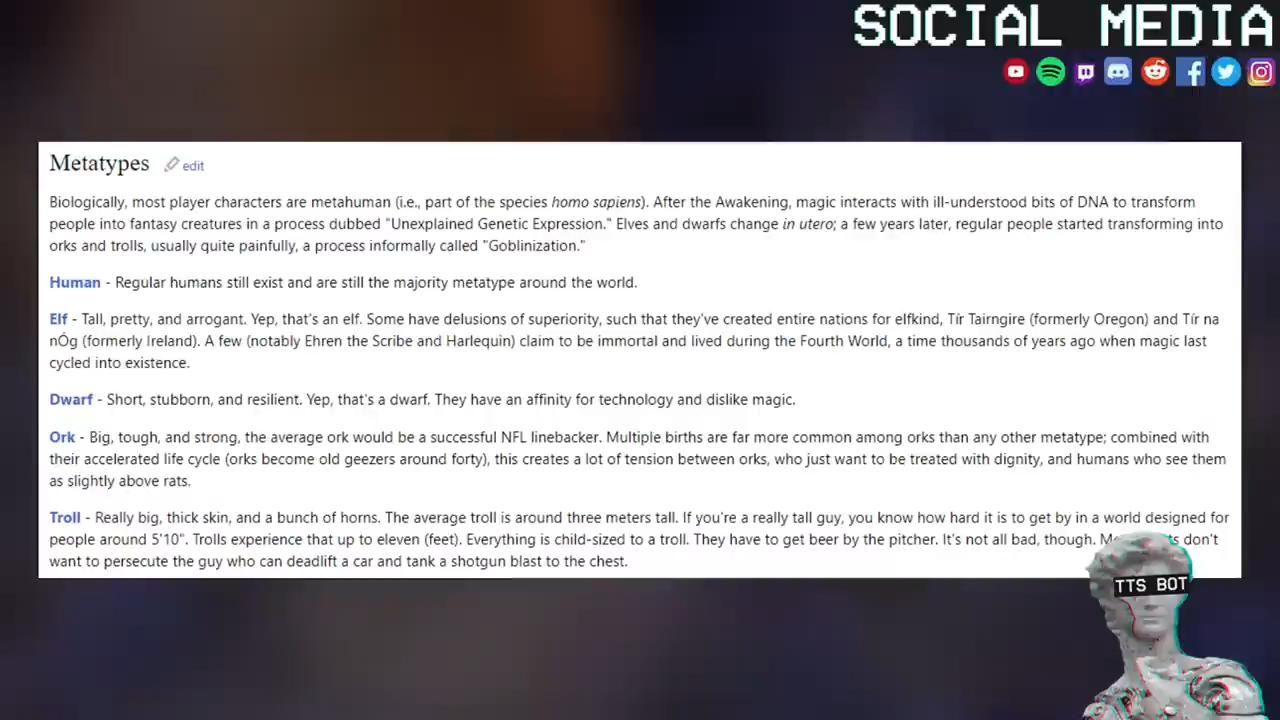 SOCIAL MEDIA
Metatypes edit
Biologically, most player characters are metahuman (i.e., part of the species homo sapiens). After the Awakening, magic interacts with ill-understood bits of DNA to transform
people into fantasy creatures in a process dubbed "Unexplained Genetic Expression." Elves and dwarfs change in utero; a few years later, regular people started transforming into
orks and trolls, usually quite painfully, a process informally called "Goblinization."
Human - Regular humans still exist and are still the majority metatype around the world.
Elf - Tall, pretty, and arrogant. Yep, that's an elf. Some have delusions of superiority, such that they've created entire nations for elfkind, Tír Tairngire (formerly Oregon) and Tír na
nÓg (formerly Ireland). A few (notably Ehren the Scribe and Harlequin) claim to be immortal and lived during the Fourth World, a time thousands of years ago when magic last
cycled into existence.
Dwarf - Short, stubborn, and resilient. Yep, that's a dwarf. They have an affinity for technology and dislike magic.
Ork - Big, tough, and strong, the average ork would be a successful NFL linebacker. Multiple births are far more common among orks than any other metatype; combined with
their accelerated life cycle (orks become old geezers around forty), this creates a lot of tension between orks, who just want to be treated with dignity, and humans who see them
as slightly above rats.
Troll - Really big, thick skin, and a bunch of horns. The average troll is around three meters tall. If you're a really tall guy, you know how hard it is to get by in a world designed for
people around 5'10". Trolls experience that up to eleven (feet). Everything is child-sized to a troll. They have to get beer by the pitcher. It's not all bad, though. don't
want to persecute the guy who can deadlift a car and tank a shotgun blast to the chest.
TTS BOT